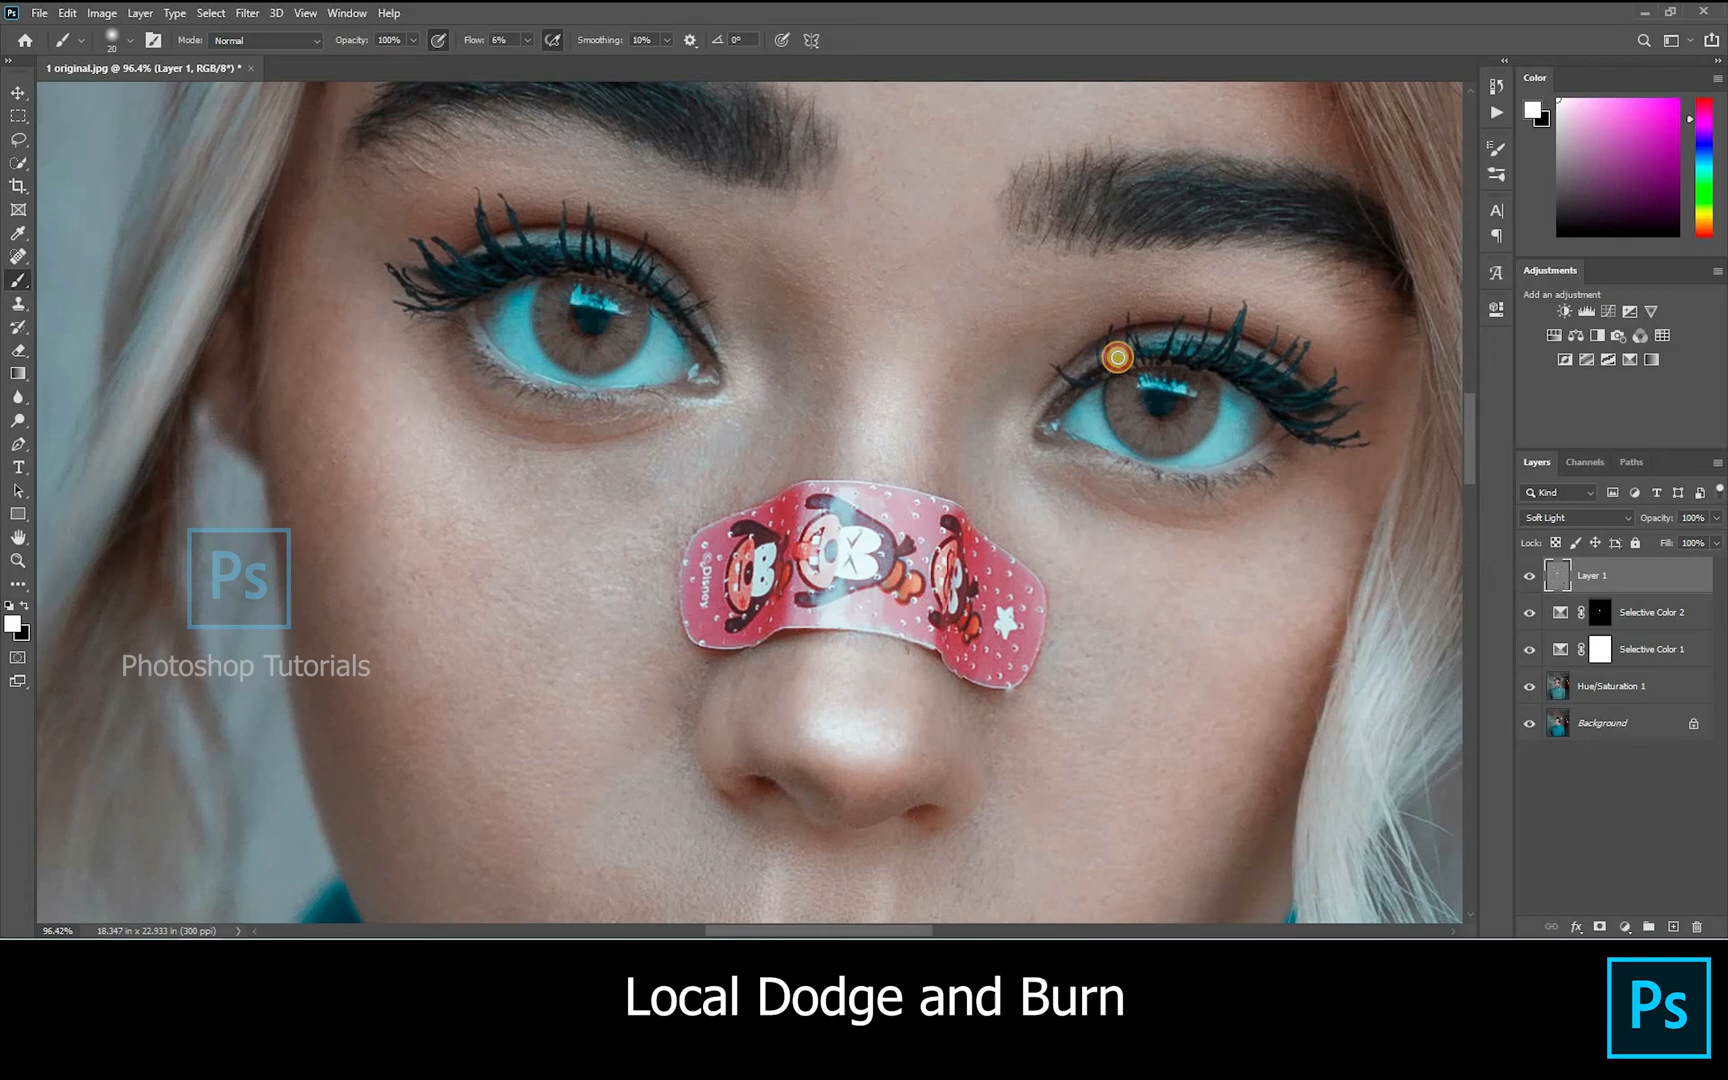 Ps File Edit Image Layer Type Select Filter 3D View Window Help
20 Mode: Normal Opacity: 100% Flow: 6% Smoothing: 10% 0°
1 original.jpg @ 96.4% (Layer 1, RGB/8*) *
Color
Adjustments
Add an adjustment
Layers Channels Paths
Kind
Soft Light Opacity: 100%
Lock: Fill: 100%
Layer 1
Selective Color 2
Selective Color 1
Hue/Saturation 1
Background
©Disney
Ps
Photoshop Tutorials
96.42% 18.347 in x 22.933 in (300 ppi)
Local Dodge and Burn
Ps